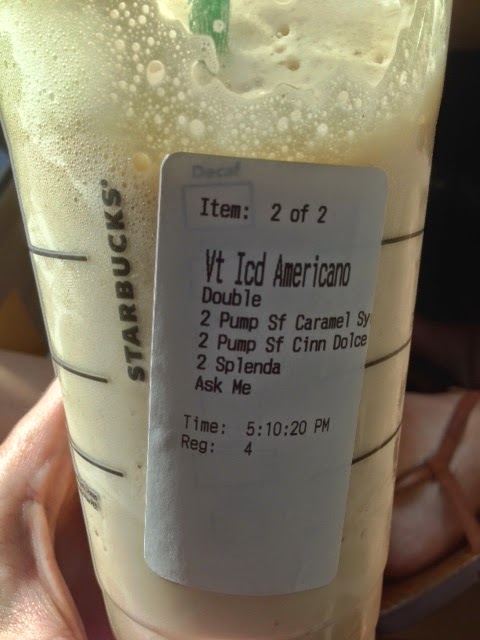 Decaf
Item: 2 of 2
Vt Icd Americano
Double
2 Pump Sf Caramel Sy
2 Pump Sf Cinn Dolce
2 Splenda
Ask Me
Time: 5:10:20 PM
Reg: 4
STARBUCKS®